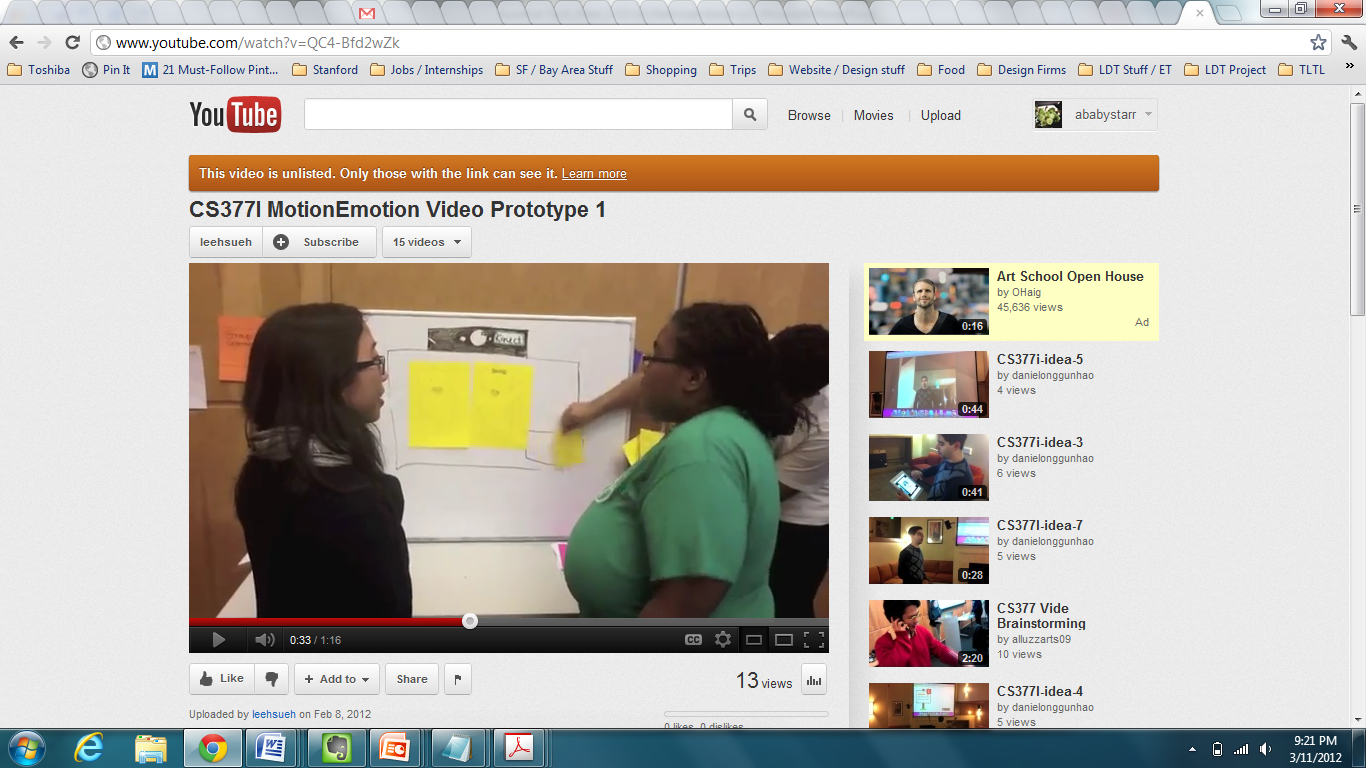 www.youtube.com/watch?v=QC4-Bfd2wZk
Toshiba Pin It 21 Must-Follow Pint... Stanford Jobs / Internships SF / Bay Area Stuff Shopping Trips Website / Design stuff Food Design Firms LDT Stuff / ET LDT Project TLTL »
YouTube Browse Movies Upload ababystarr
This video is unlisted. Only those with the link can see it. Learn more
CS377I MotionEmotion Video Prototype 1
leehsueh Subscribe 15 videos
Kinect
0:33 / 1:16 CC
Like Add to Share 13 views
Uploaded by leehsueh on Feb 8, 2012
0 likes, 0 dislikes
Art School Open House
by OHaig
45,636 views
Ad
0:16
CS377i-idea-5
by danielonggunhao
4 views
0:44
CS377i-idea-3
by danielonggunhao
6 views
0:41
CS377I-idea-7
by danielonggunhao
5 views
0:28
CS377 Vide
Brainstorming
by alluzzarts09
10 views
2:20
CS377I-idea-4
by danielonggunhao
5 views
9:21 PM
3/11/2012